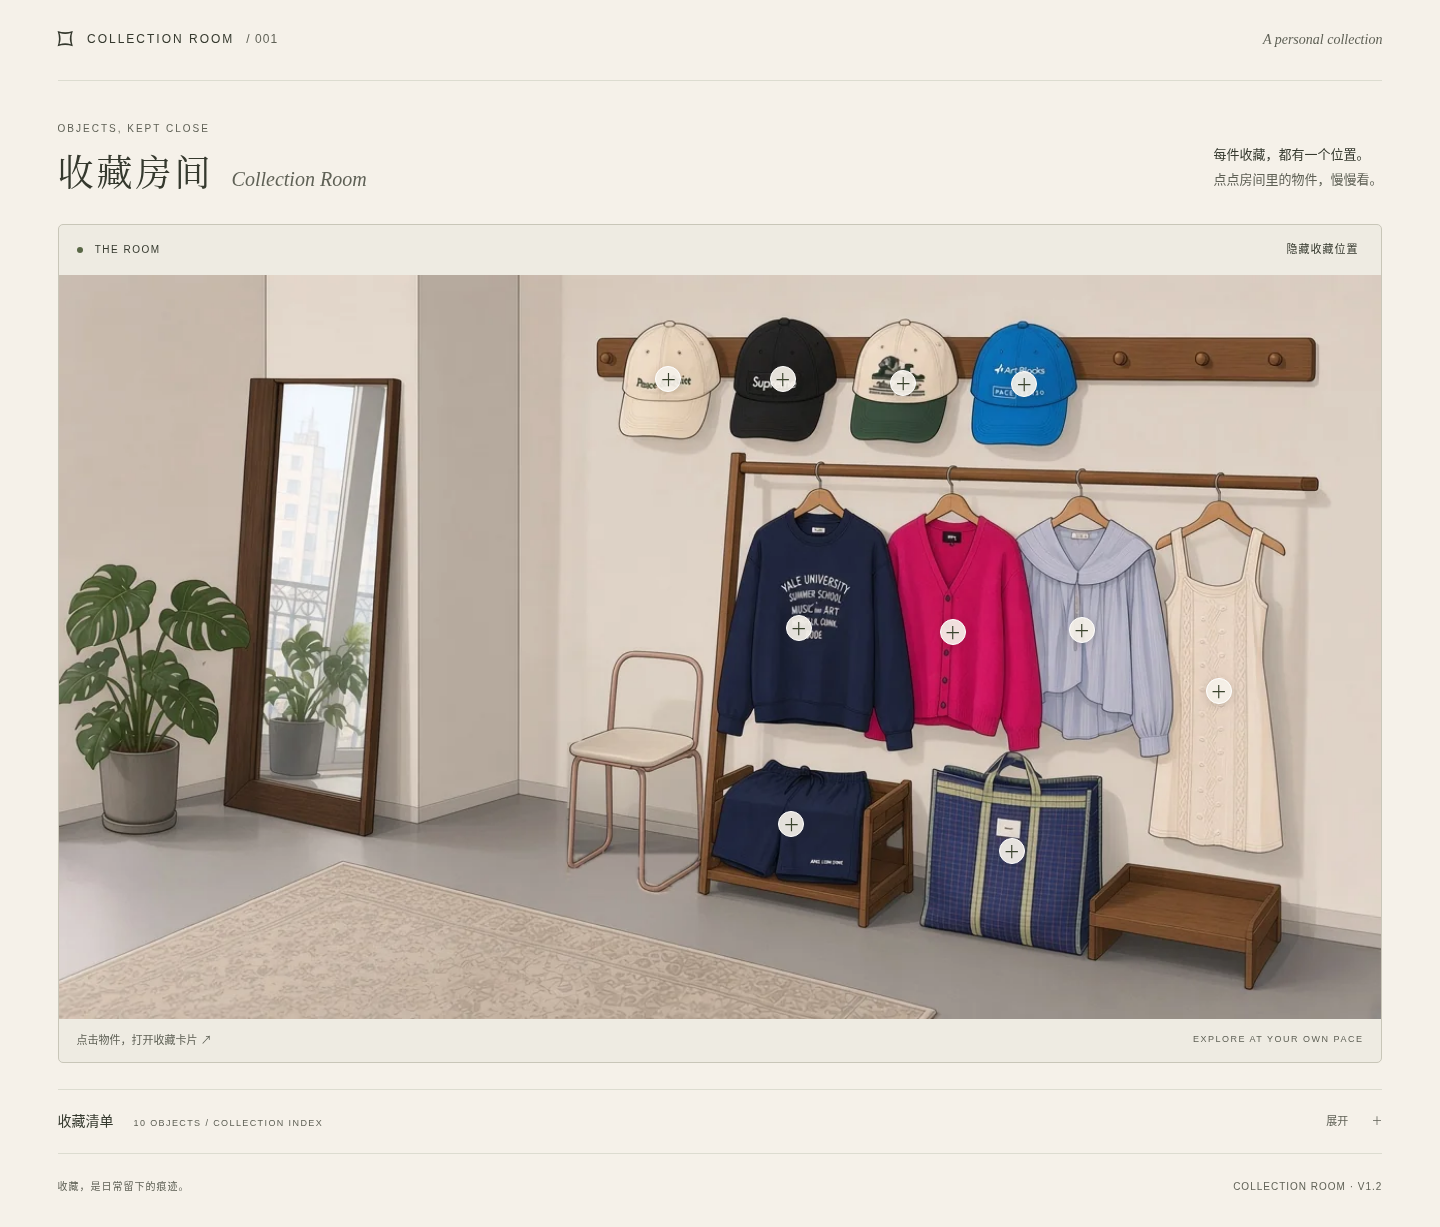 COLLECTION ROOM / 001
A personal collection
OBJECTS, KEPT CLOSE
收藏房间 Collection Room
每件收藏，都有一个位置。
点点房间里的物件，慢慢看。
THE ROOM
隐藏收藏位置
Art Blocks
YALE UNIVERSITY
SUMMER SCHOOL
MUSIC AND ART
点击物件，打开收藏卡片 ↗
EXPLORE AT YOUR OWN PACE
收藏清单 10 OBJECTS / COLLECTION INDEX
展开 +
收藏，是日常留下的痕迹。
COLLECTION ROOM · V1.2